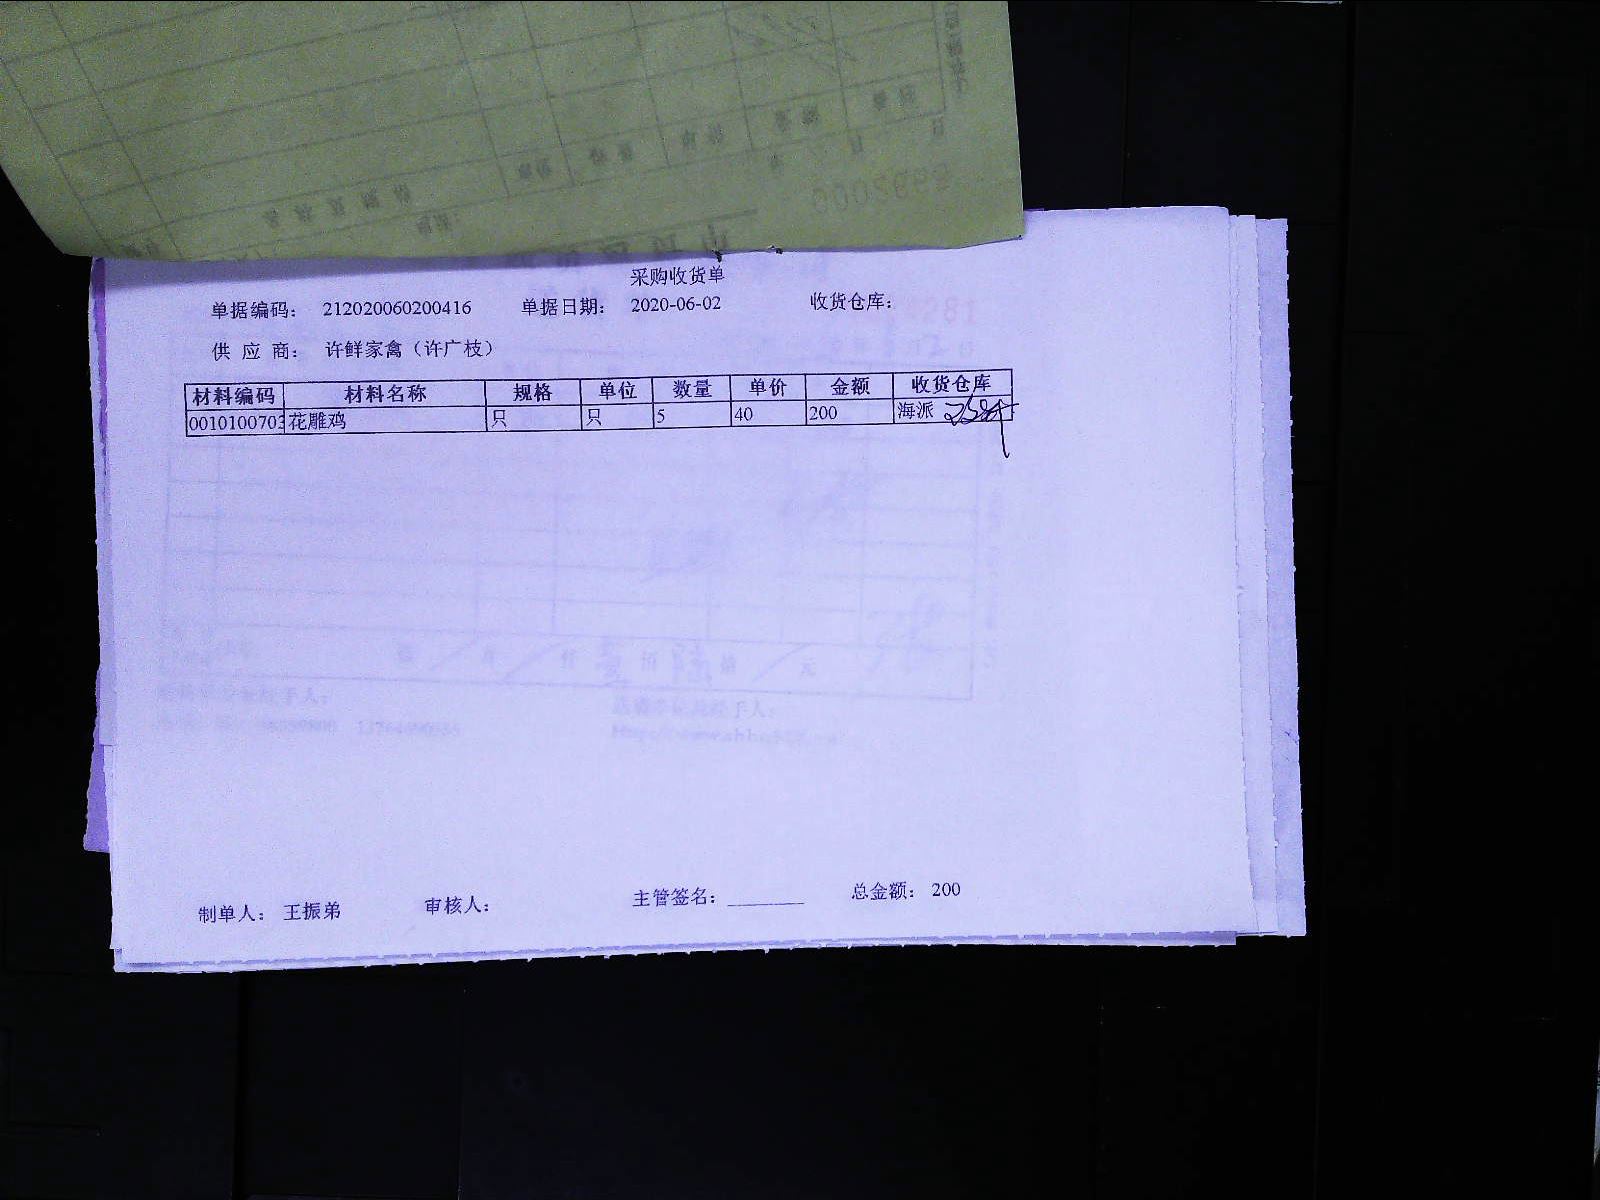 采购收货单
单据编码： 212020060200416 单据日期： 2020-06-02 收货仓库：
供 应 商： 许鲜家禽（许广枝）
材料编码 材料名称 规格 单位 数量 单价 金额 收货仓库
0010100703 花雕鸡 只 只 5 40 200 海派
制单人： 王振弟 审核人： 主管签名：________ 总金额： 200